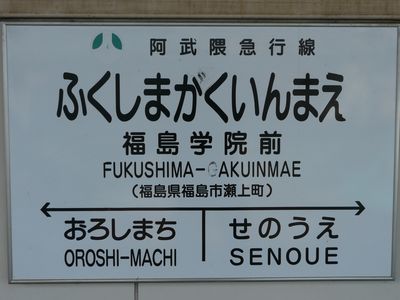 阿武隈急行線
ふくしまがくいんまえ
福島学院前
FUKUSHIMA-GAKUINMAE
(福島県福島市瀬上町)
おろしまち せのうえ
OROSHI-MACHI SENOUE